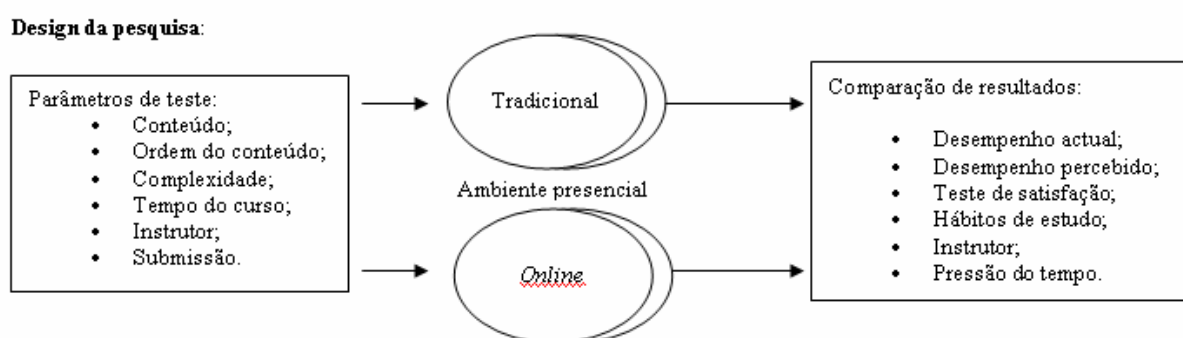 Design da pesquisa:
Parâmetros de teste:
• Conteúdo;
• Ordem do conteúdo;
• Complexidade;
• Tempo do curso;
• Instrutor;
• Submissão.
Tradicional
Ambiente presencial
Online
Comparação de resultados:
• Desempenho actual;
• Desempenho percebido;
• Teste de satisfação;
• Hábitos de estudo;
• Instrutor;
• Pressão do tempo.